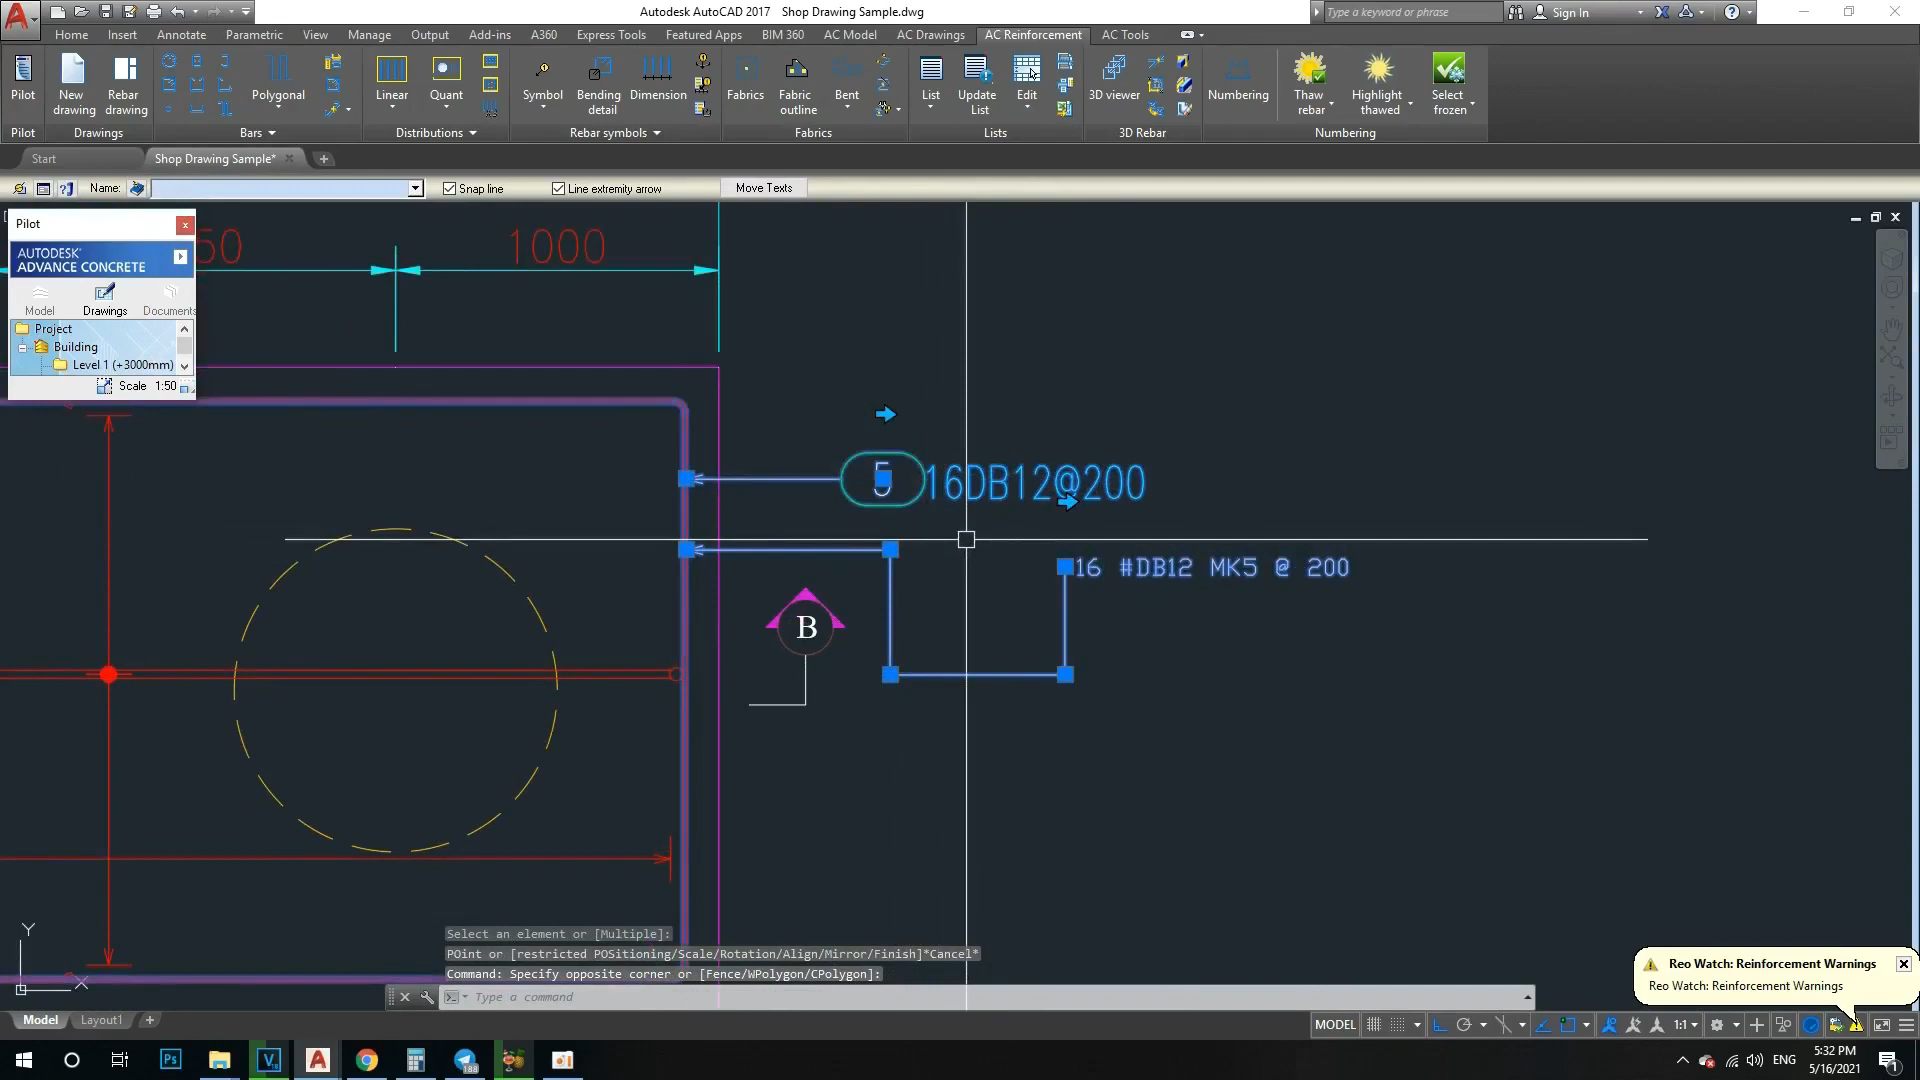 Autodesk AutoCAD 2017 Shop Drawing Sample.dwg
Type a keyword or phrase
Sign In
Home Insert Annotate Parametric View Manage Output Add-ins A360 Express Tools Featured Apps BIM 360 AC Model AC Drawings AC Reinforcement AC Tools
Pilot
New drawing
Rebar drawing
Polygonal
Linear
Quant
Symbol
Bending detail
Dimension
Fabrics
Fabric outline
Bent
List
Update List
Edit
3D viewer
Numbering
Thaw rebar
Highlight thawed
Select frozen
Pilot Drawings Bars Distributions Rebar symbols Fabrics Lists 3D Rebar Numbering
Start Shop Drawing Sample*
Name: Snap line Line extremity arrow Move Texts
Pilot
AUTODESK
ADVANCE CONCRETE
Model Drawings Documents
Project
Building
Level 1 (+3000mm)
Scale 1:50
50 1000
5 16DB12@200
16 #DB12 MK5 @ 200
B
Y
X
Select an element or [Multiple]:
POint or [restricted POSitioning/Scale/Rotation/Align/Mirror/Finish]*Cancel*
Command: Specify opposite corner or [Fence/WPolygon/CPolygon]:
Type a command
Reo Watch: Reinforcement Warnings
Reo Watch: Reinforcement Warnings
Model Layout1
MODEL 1:1
Ps
188
ENG
5:32 PM
5/16/2021
1